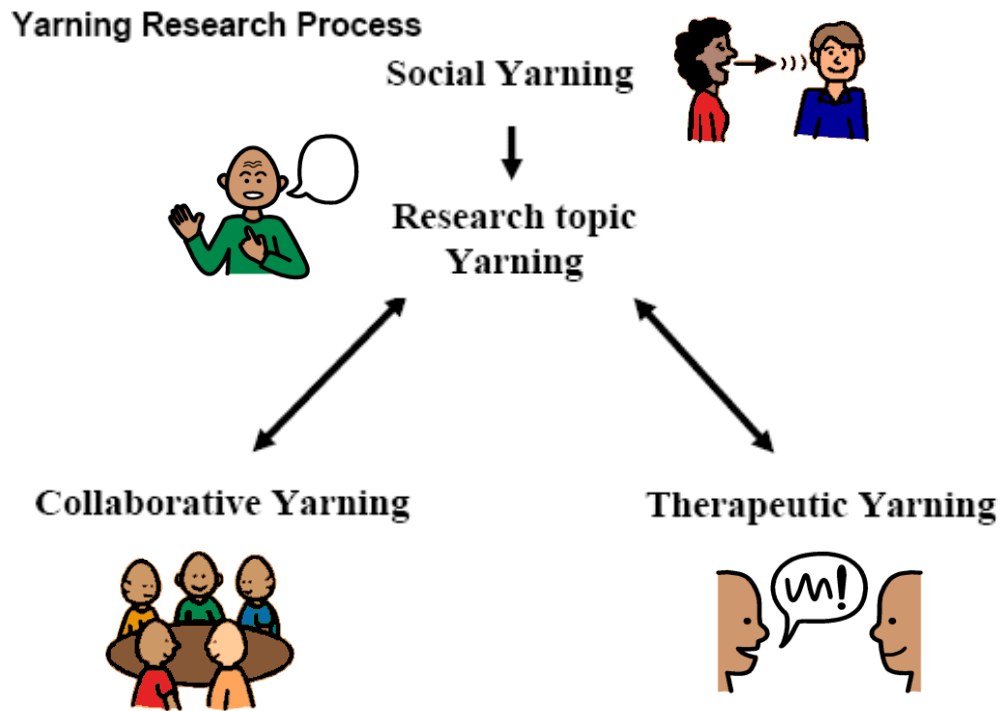 Yarning Research Process
Social Yarning
Research topic
Yarning
Collaborative Yarning
Therapeutic Yarning